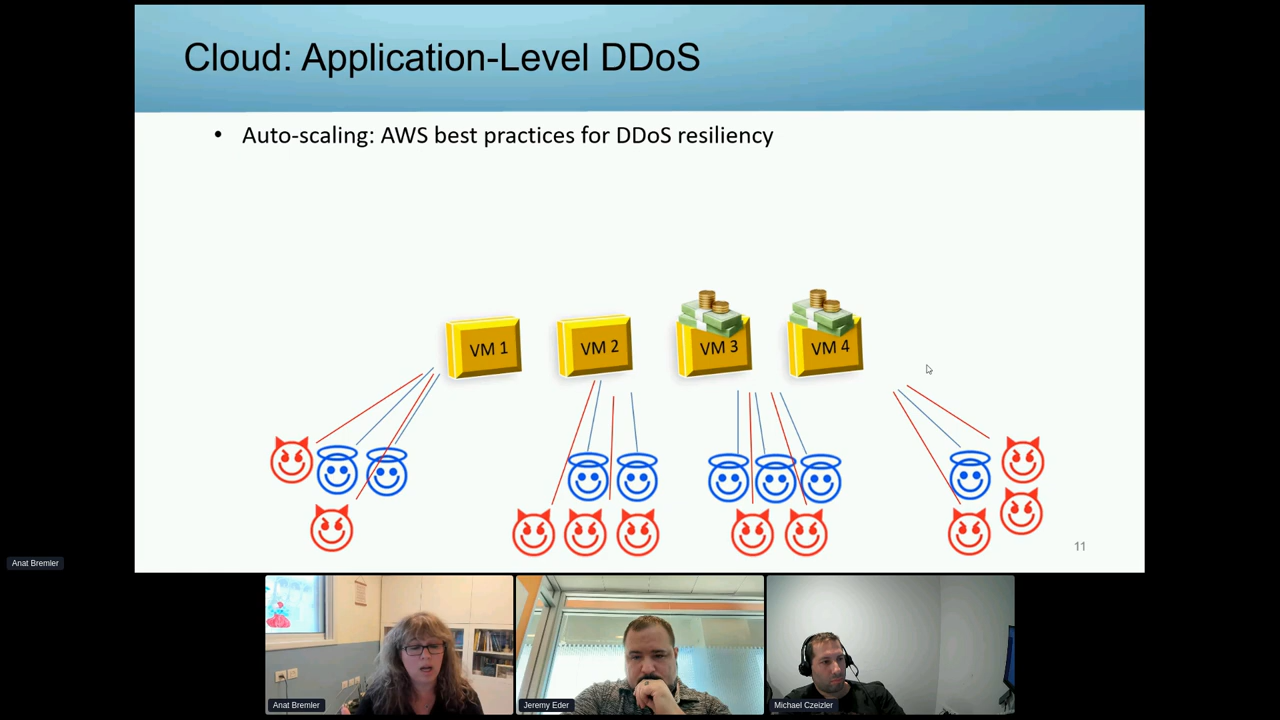 Cloud: Application-Level DDoS
• Auto-scaling: AWS best practices for DDoS resiliency
VM 1
VM 2
VM 3
VM 4
11
Anat Bremler
Anat Bremler
Jeremy Eder
Michael Czeizler